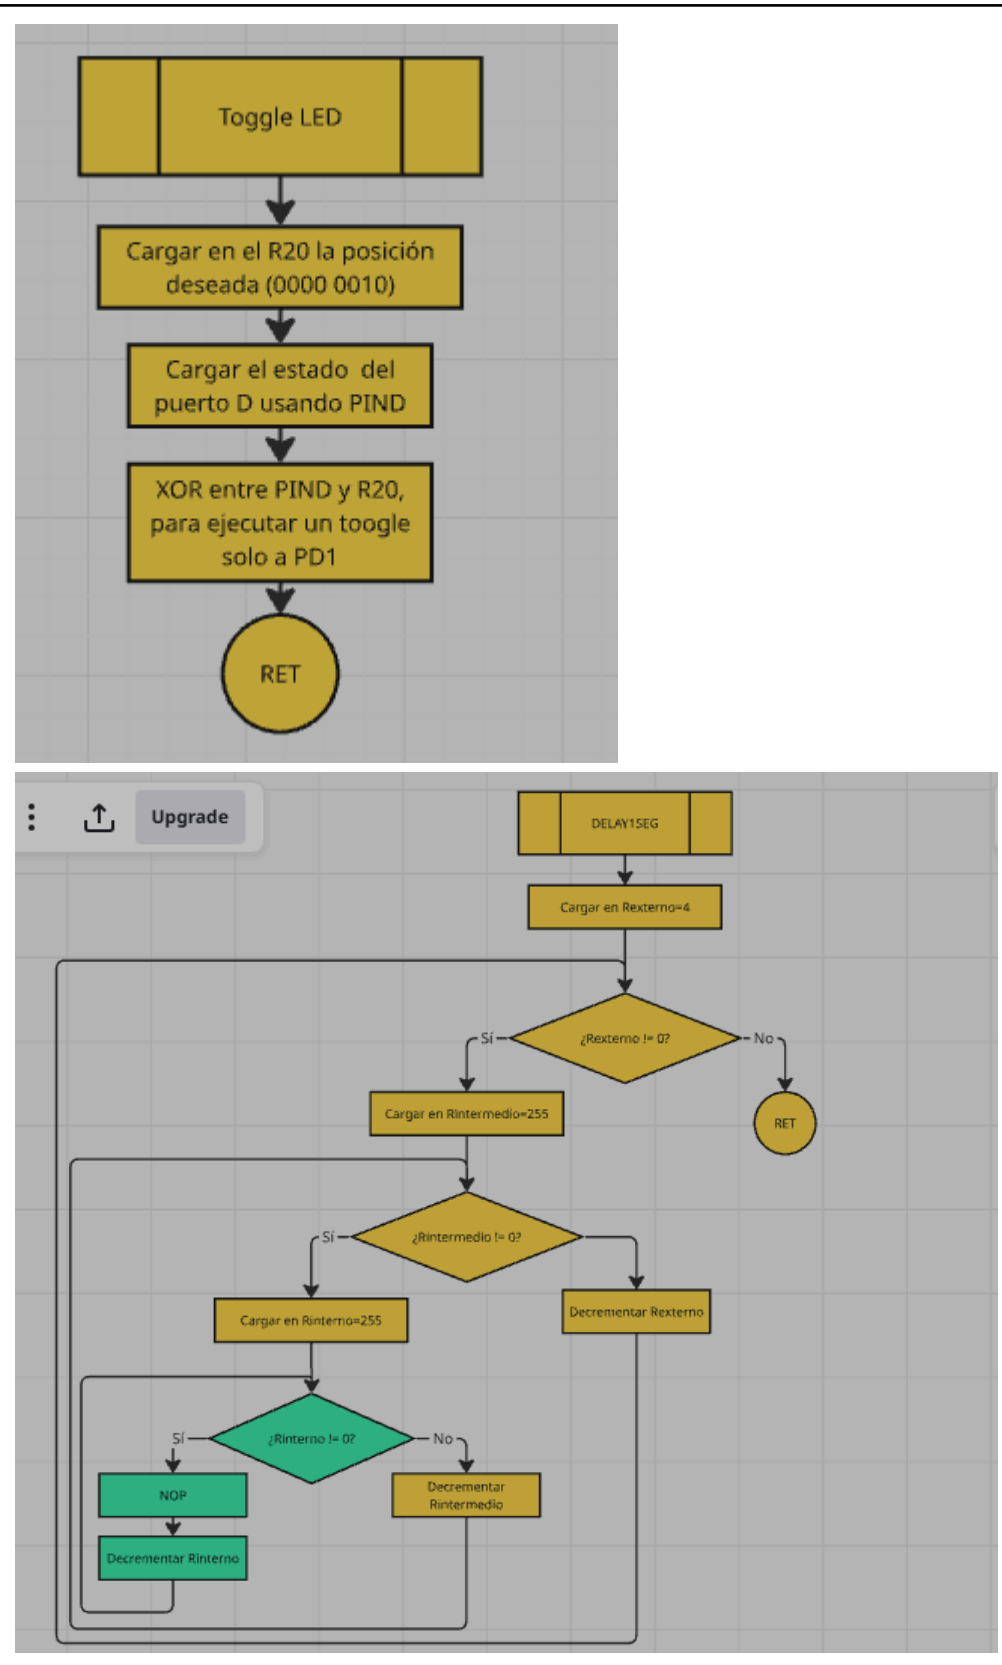 Toggle LED
Cargar en el R20 la posición
deseada (0000 0010)
Cargar el estado del
puerto D usando PIND
XOR entre PIND y R20,
para ejecutar un toogle
solo a PD1
RET
Upgrade
DELAY1SEG
Cargar en Rexterno=4
¿Rexterno != 0?
Sí
No
Cargar en Rintermedio=255
RET
¿Rintermedio != 0?
Sí
Cargar en Rinterno=255
Decrementar Rexterno
¿Rinterno != 0?
Sí
No
NOP
Decrementar
Rintermedio
Decrementar Rinterno